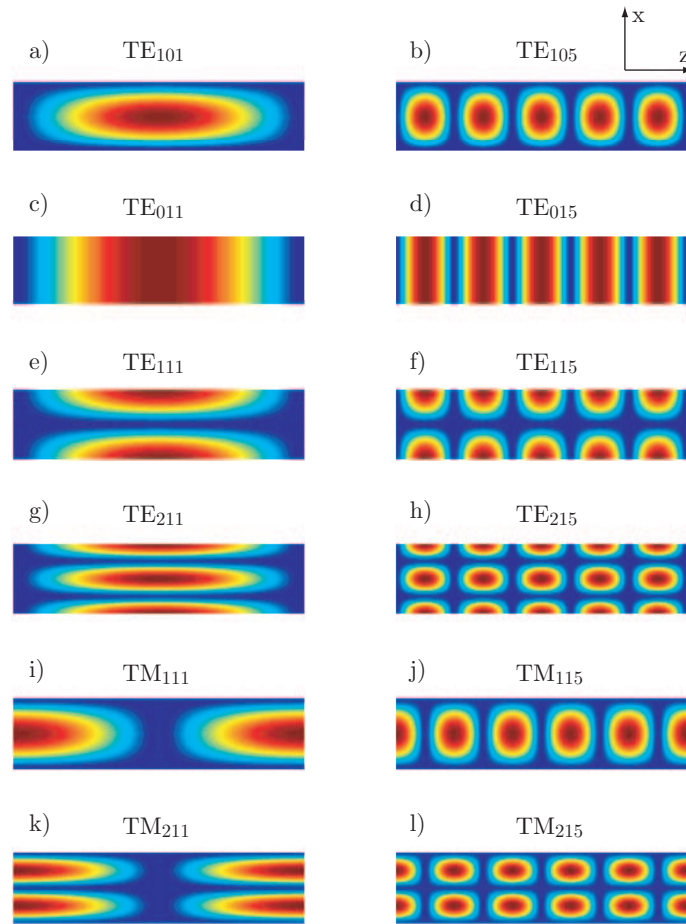 a) TE₁₀₁
b) TE₁₀₅
x
z
c) TE₀₁₁
d) TE₀₁₅
e) TE₁₁₁
f) TE₁₁₅
g) TE₂₁₁
h) TE₂₁₅
i) TM₁₁₁
j) TM₁₁₅
k) TM₂₁₁
l) TM₂₁₅